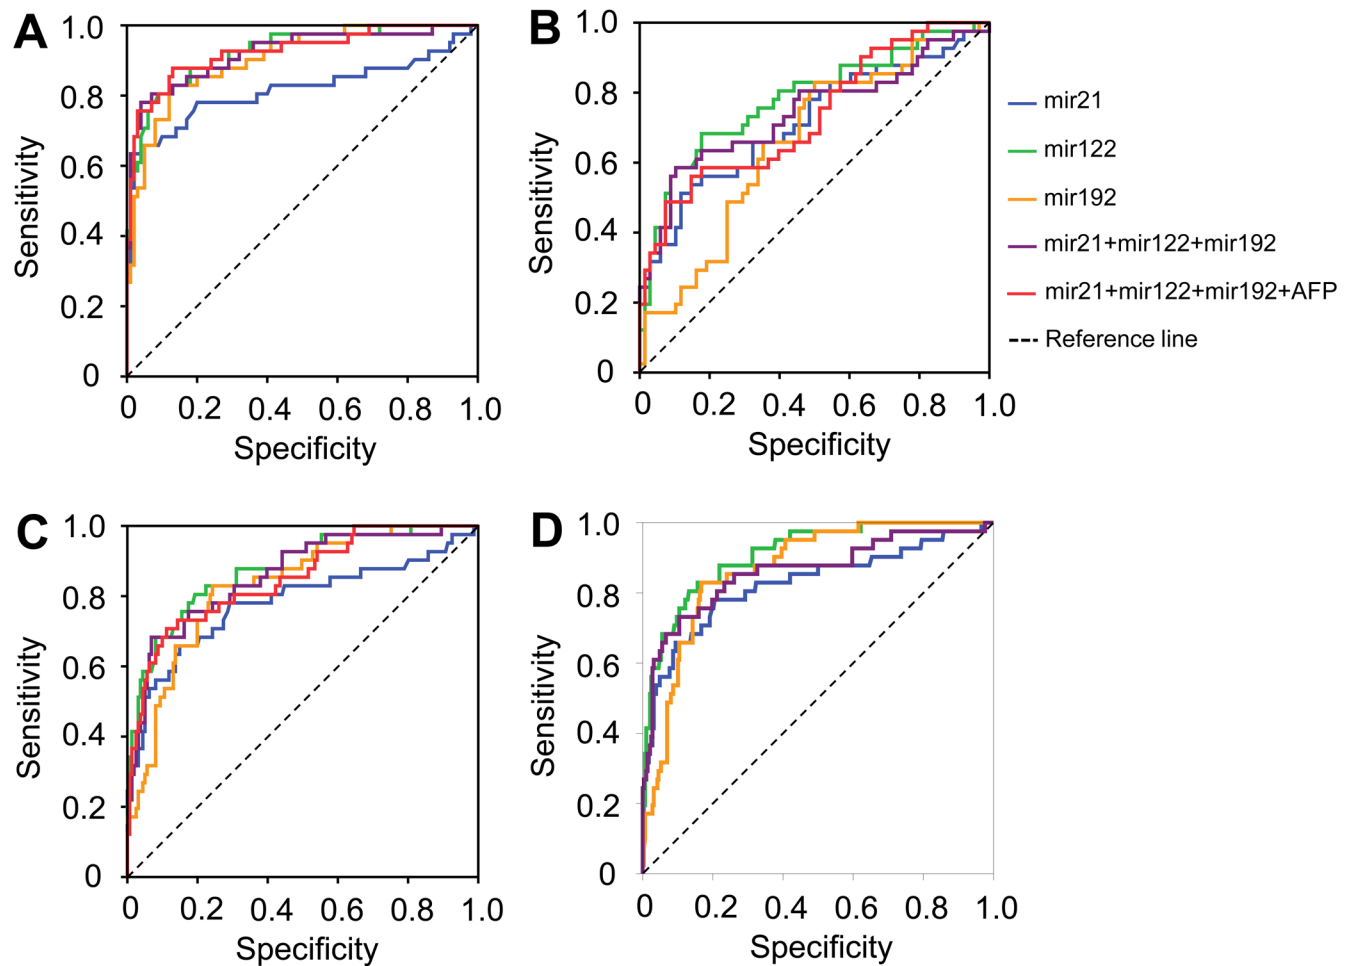 A
1.0
0.8
0.6
0.4
0.2
0
Sensitivity
0 0.2 0.4 0.6 0.8 1.0
Specificity
B
1.0
0.8
0.6
0.4
0.2
0
Sensitivity
0 0.2 0.4 0.6 0.8 1.0
Specificity
mir21
mir122
mir192
mir21+mir122+mir192
mir21+mir122+mir192+AFP
Reference line
C
1.0
0.8
0.6
0.4
0.2
0
Sensitivity
0 0.2 0.4 0.6 0.8 1.0
Specificity
D
1.0
0.8
0.6
0.4
0.2
0
Sensitivity
0 0.2 0.4 0.6 0.8 1.0
Specificity